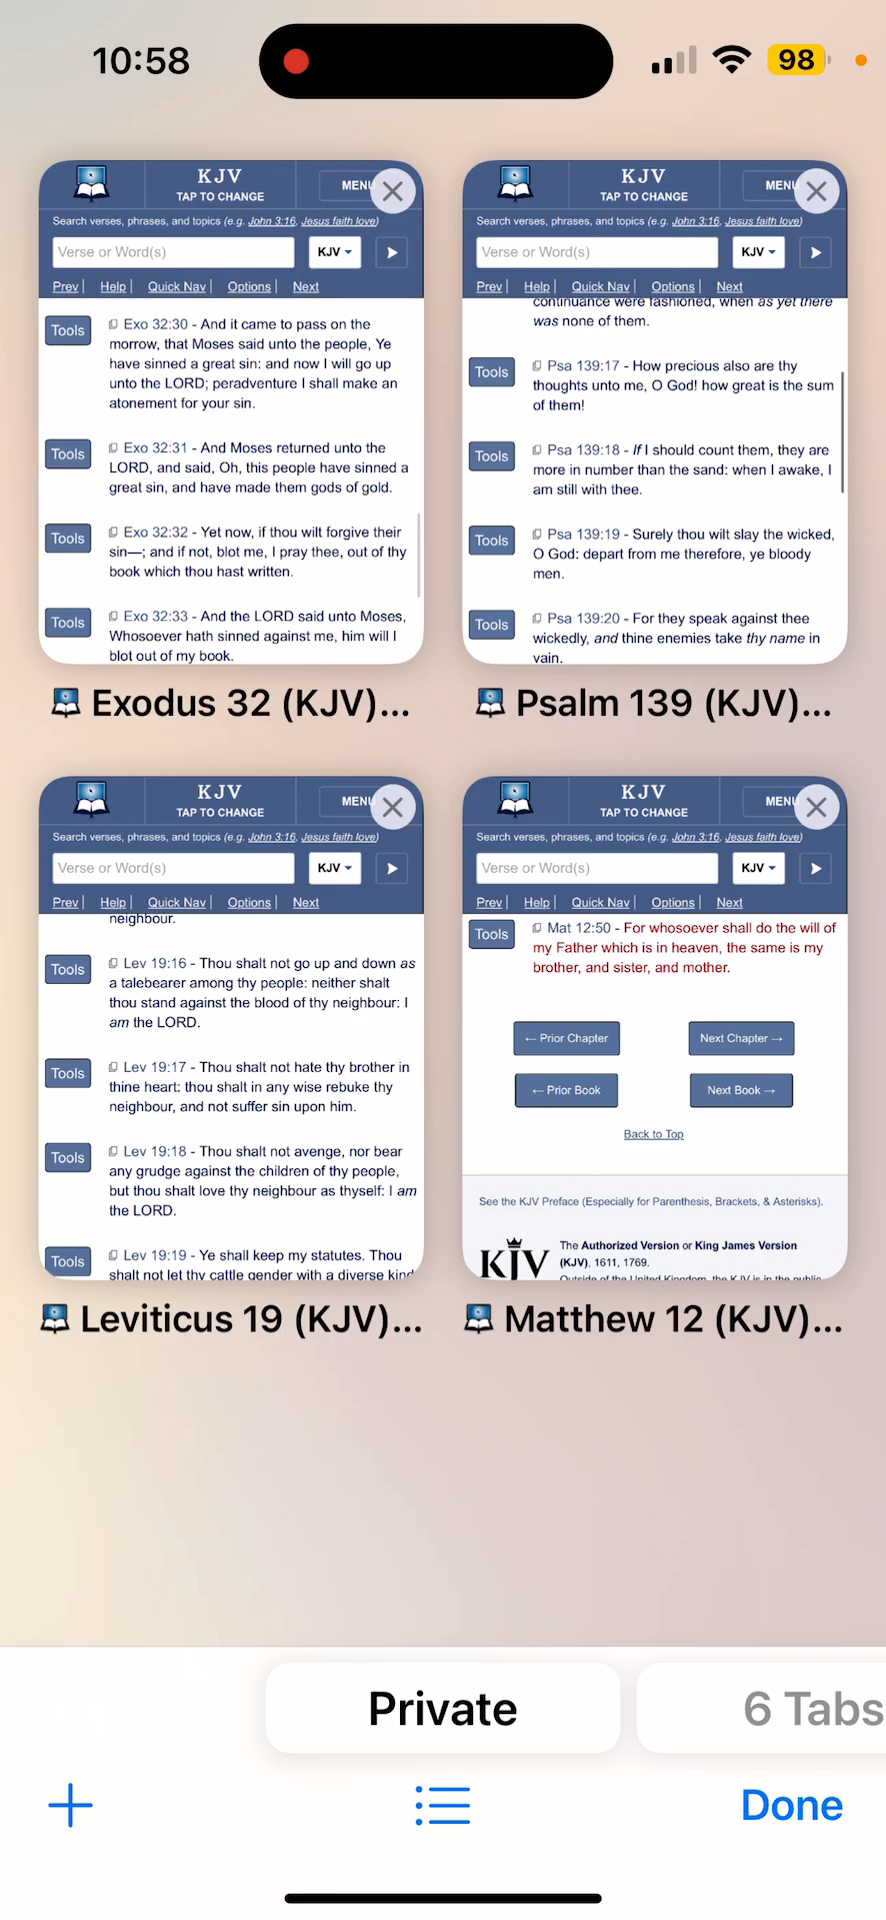 10:58
98
KJV
TAP TO CHANGE
MENU
Search verses, phrases, and topics (e.g. John 3:16, Jesus faith love)
Verse or Word(s)
KJV
Prev | Help | Quick Nav | Options | Next
Tools
Exo 32:30 - And it came to pass on the
morrow, that Moses said unto the people, Ye
have sinned a great sin: and now I will go up
unto the LORD; peradventure I shall make an
atonement for your sin.
Tools
Exo 32:31 - And Moses returned unto the
LORD, and said, Oh, this people have sinned a
great sin, and have made them gods of gold.
Tools
Exo 32:32 - Yet now, if thou wilt forgive their
sin—; and if not, blot me, I pray thee, out of thy
book which thou hast written.
Tools
Exo 32:33 - And the LORD said unto Moses,
Whosoever hath sinned against me, him will I
blot out of my book.
Exodus 32 (KJV)...
KJV
TAP TO CHANGE
MENU
Search verses, phrases, and topics (e.g. John 3:16, Jesus faith love)
Verse or Word(s)
KJV
Prev | Help | Quick Nav | Options | Next
continuance were fashioned, when as yet there
was none of them.
Tools
Psa 139:17 - How precious also are thy
thoughts unto me, O God! how great is the sum
of them!
Tools
Psa 139:18 - If I should count them, they are
more in number than the sand: when I awake, I
am still with thee.
Tools
Psa 139:19 - Surely thou wilt slay the wicked,
O God: depart from me therefore, ye bloody
men.
Tools
Psa 139:20 - For they speak against thee
wickedly, and thine enemies take thy name in
vain.
Psalm 139 (KJV)...
KJV
TAP TO CHANGE
MENU
Search verses, phrases, and topics (e.g. John 3:16, Jesus faith love)
Verse or Word(s)
KJV
Prev | Help | Quick Nav | Options | Next
neighbour.
Tools
Lev 19:16 - Thou shalt not go up and down as
a talebearer among thy people: neither shalt
thou stand against the blood of thy neighbour: I
am the LORD.
Tools
Lev 19:17 - Thou shalt not hate thy brother in
thine heart: thou shalt in any wise rebuke thy
neighbour, and not suffer sin upon him.
Tools
Lev 19:18 - Thou shalt not avenge, nor bear
any grudge against the children of thy people,
but thou shalt love thy neighbour as thyself: I am
the LORD.
Tools
Lev 19:19 - Ye shall keep my statutes. Thou
shalt not let thy cattle gender with a diverse kind
Leviticus 19 (KJV)...
KJV
TAP TO CHANGE
MENU
Search verses, phrases, and topics (e.g. John 3:16, Jesus faith love)
Verse or Word(s)
KJV
Prev | Help | Quick Nav | Options | Next
Tools
Mat 12:50 - For whosoever shall do the will of
my Father which is in heaven, the same is my
brother, and sister, and mother.
← Prior Chapter
Next Chapter →
← Prior Book
Next Book →
Back to Top
See the KJV Preface (Especially for Parenthesis, Brackets, & Asterisks).
KJV
The Authorized Version or King James Version
(KJV), 1611, 1769.
Outside of the United Kingdom, the KJV is in the public
Matthew 12 (KJV)...
Private
6 Tabs
Done